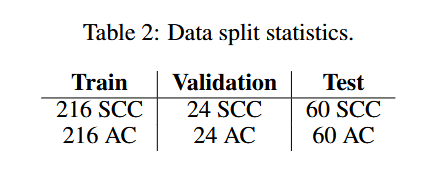 Table 2: Data split statistics.
Train Validation Test
216 SCC 24 SCC 60 SCC
216 AC 24 AC 60 AC